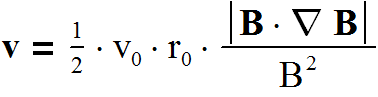 v = 1/2 · v₀ · r₀ · |B · ∇ B| / B²